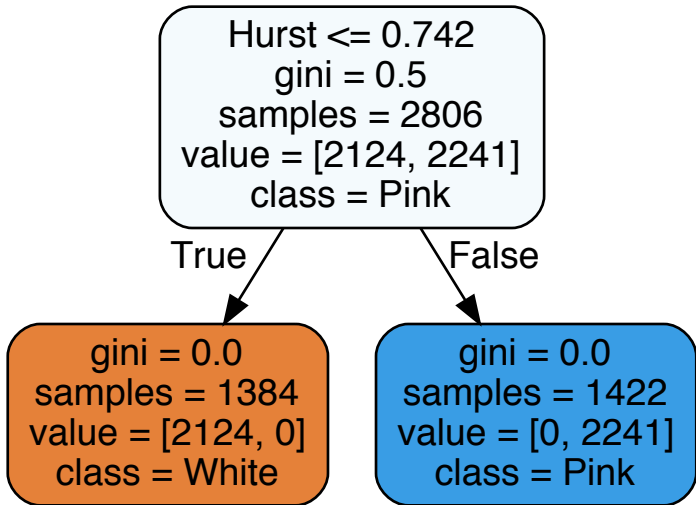 Hurst <= 0.742
gini = 0.5
samples = 2806
value = [2124, 2241]
class = Pink
True
False
gini = 0.0
samples = 1384
value = [2124, 0]
class = White
gini = 0.0
samples = 1422
value = [0, 2241]
class = Pink